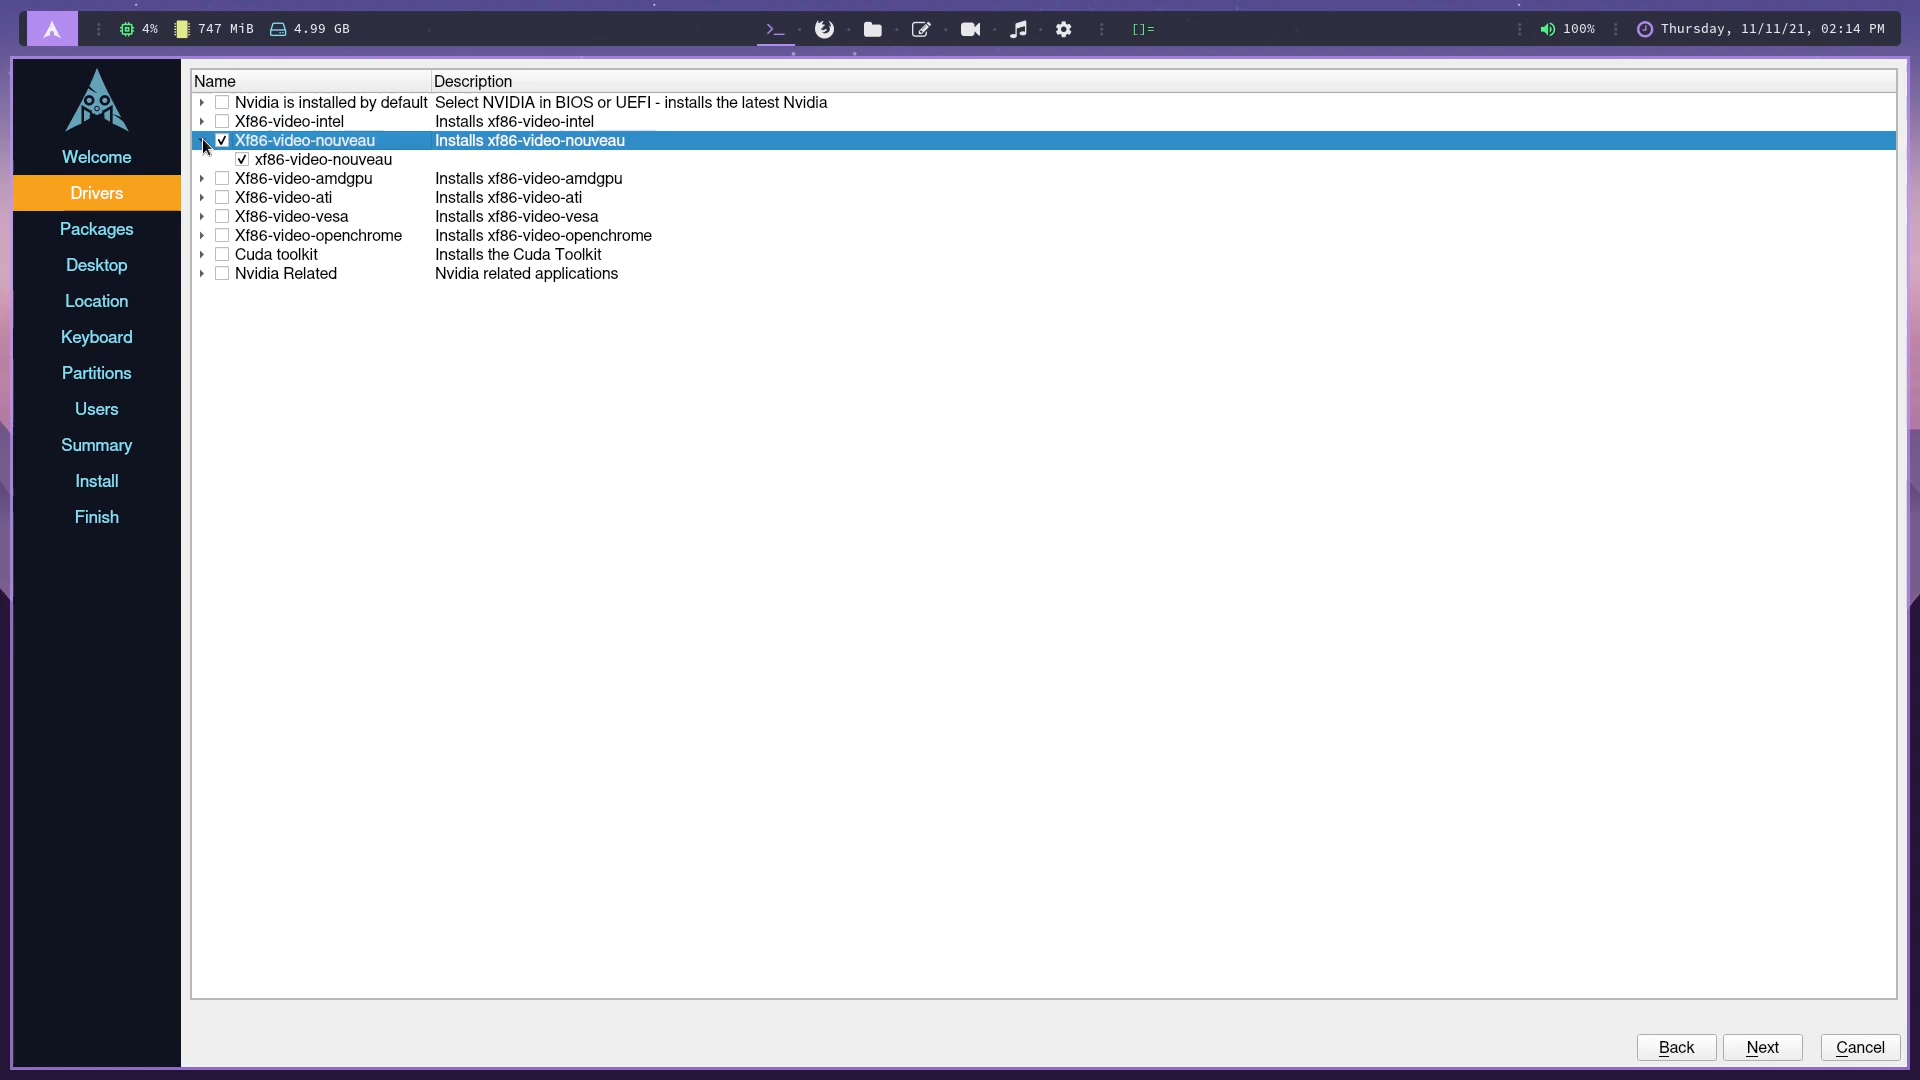 4% 747 MiB 4.99 GB []= 100% Thursday, 11/11/21, 02:14 PM
Welcome
Drivers
Packages
Desktop
Location
Keyboard
Partitions
Users
Summary
Install
Finish
Name Description
Nvidia is installed by default Select NVIDIA in BIOS or UEFI - installs the latest Nvidia
Xf86-video-intel Installs xf86-video-intel
Xf86-video-nouveau Installs xf86-video-nouveau
xf86-video-nouveau
Xf86-video-amdgpu Installs xf86-video-amdgpu
Xf86-video-ati Installs xf86-video-ati
Xf86-video-vesa Installs xf86-video-vesa
Xf86-video-openchrome Installs xf86-video-openchrome
Cuda toolkit Installs the Cuda Toolkit
Nvidia Related Nvidia related applications
Back Next Cancel